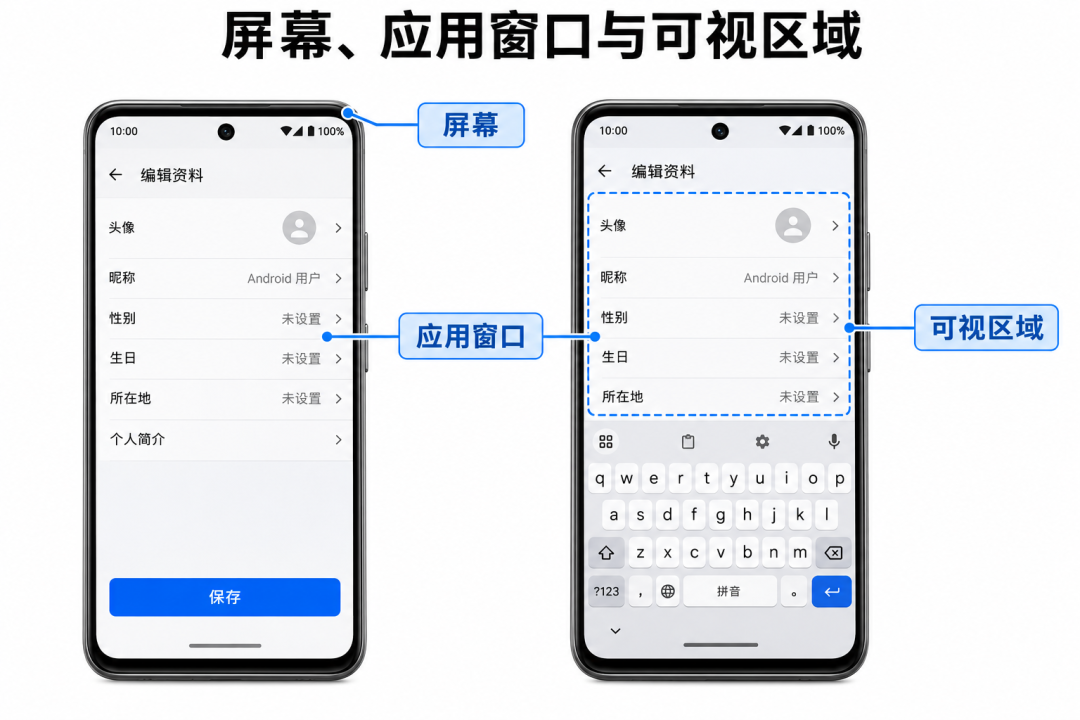 屏幕、应用窗口与可视区域
10:00
100%
编辑资料
头像
昵称
Android 用户
性别
未设置
生日
未设置
所在地
未设置
个人简介
保存
屏幕
应用窗口
10:00
100%
编辑资料
头像
昵称
Android 用户
性别
未设置
生日
未设置
所在地
未设置
q w e r t y u i o p
a s d f g h j k l
z x c v b n m
?123 , 拼音 。
可视区域